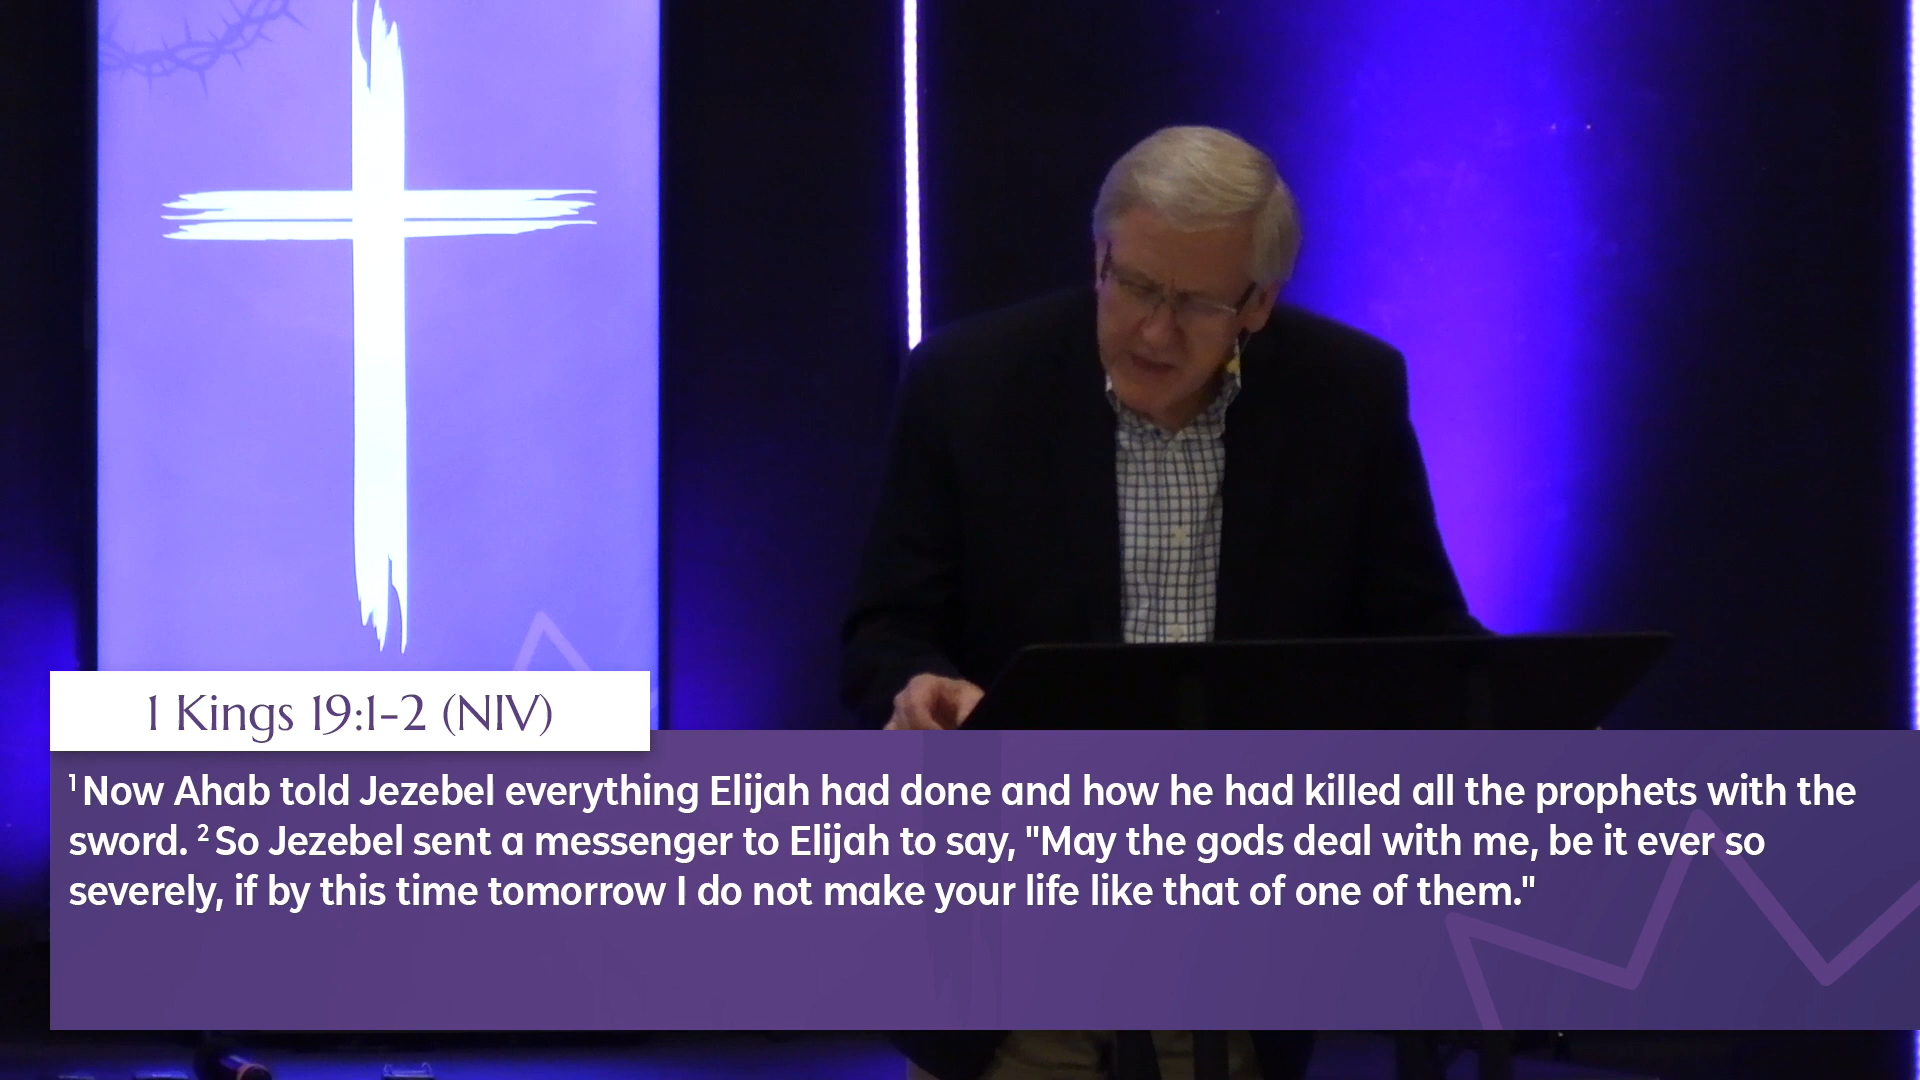 1 Kings 19:1-2 (NIV)
1 Now Ahab told Jezebel everything Elijah had done and how he had killed all the prophets with the
sword. 2 So Jezebel sent a messenger to Elijah to say, "May the gods deal with me, be it ever so
severely, if by this time tomorrow I do not make your life like that of one of them."